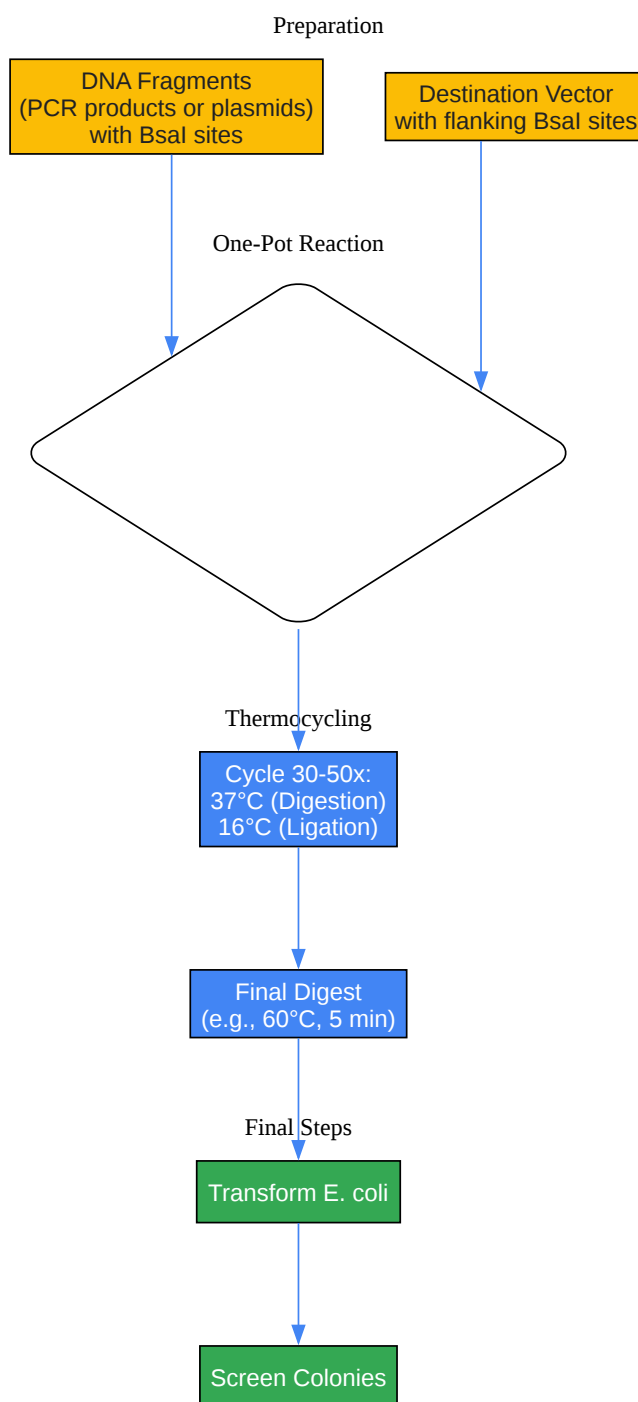 Preparation
DNA Fragments
(PCR products or plasmids)
with BsaI sites
Destination Vector
with flanking BsaI sites
One-Pot Reaction
Thermocycling
Cycle 30-50x:
37°C (Digestion)
16°C (Ligation)
Final Digest
(e.g., 60°C, 5 min)
Final Steps
Transform E. coli
Screen Colonies